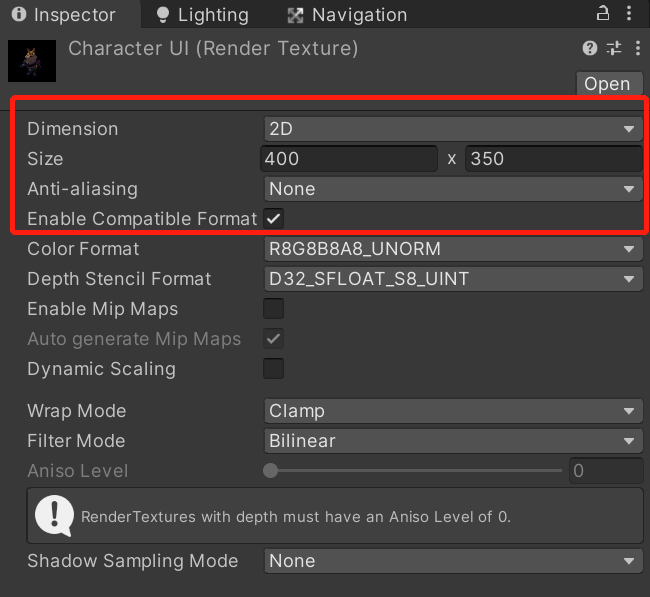 Inspector Lighting Navigation
Character UI (Render Texture)
Open
Dimension 2D
Size 400 x 350
Anti-aliasing None
Enable Compatible Format
Color Format R8G8B8A8_UNORM
Depth Stencil Format D32_SFLOAT_S8_UINT
Enable Mip Maps
Auto generate Mip Maps
Dynamic Scaling
Wrap Mode Clamp
Filter Mode Bilinear
Aniso Level 0
RenderTextures with depth must have an Aniso Level of 0.
Shadow Sampling Mode None